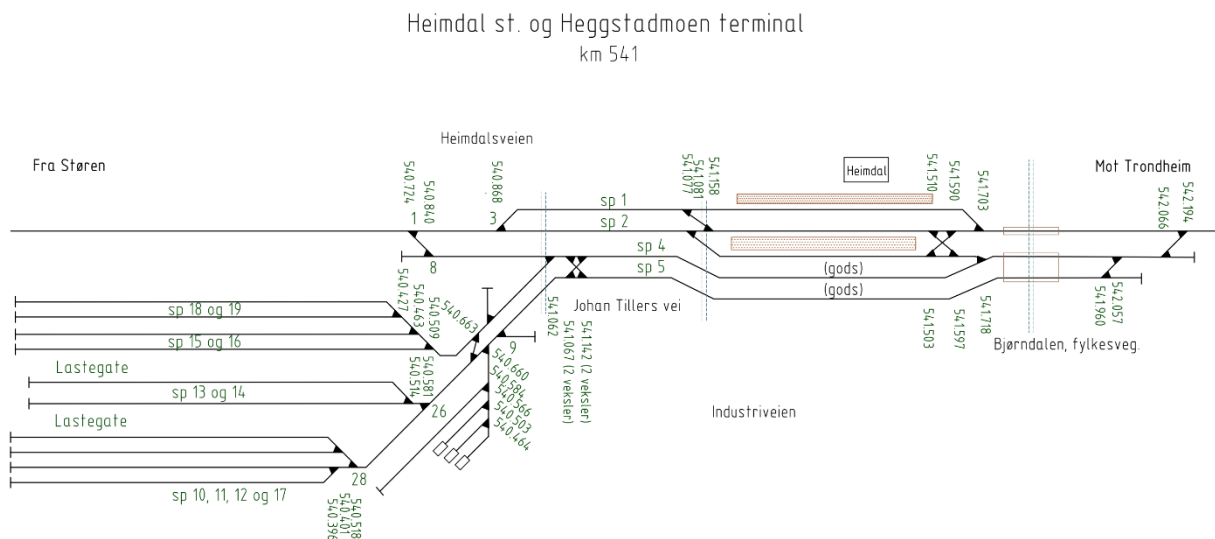 Heimdal st. og Heggstadmoen terminal
km 541
Heimdalsveien
Fra Støren
Heimdal
Mot Trondheim
540.724
540.840
540.868
541.077
541.081
541.158
541.510
541.590
541.703
542.066
542.194
1
3
sp 1
sp 2
8
sp 4
sp 5
(gods)
(gods)
540.427
540.463
540.509
540.663
sp 18 og 19
sp 15 og 16
Johan Tillers vei
541.062
541.067 (2 veksler)
541.142 (2 veksler)
541.503
541.597
541.718
541.960
542.057
Bjørndalen, fylkesveg.
9
Lastegate
540.514
540.581
sp 13 og 14
26
540.660
540.584
540.566
540.503
540.464
Industriveien
Lastegate
28
sp 10, 11, 12 og 17
540.396
540.401
540.518